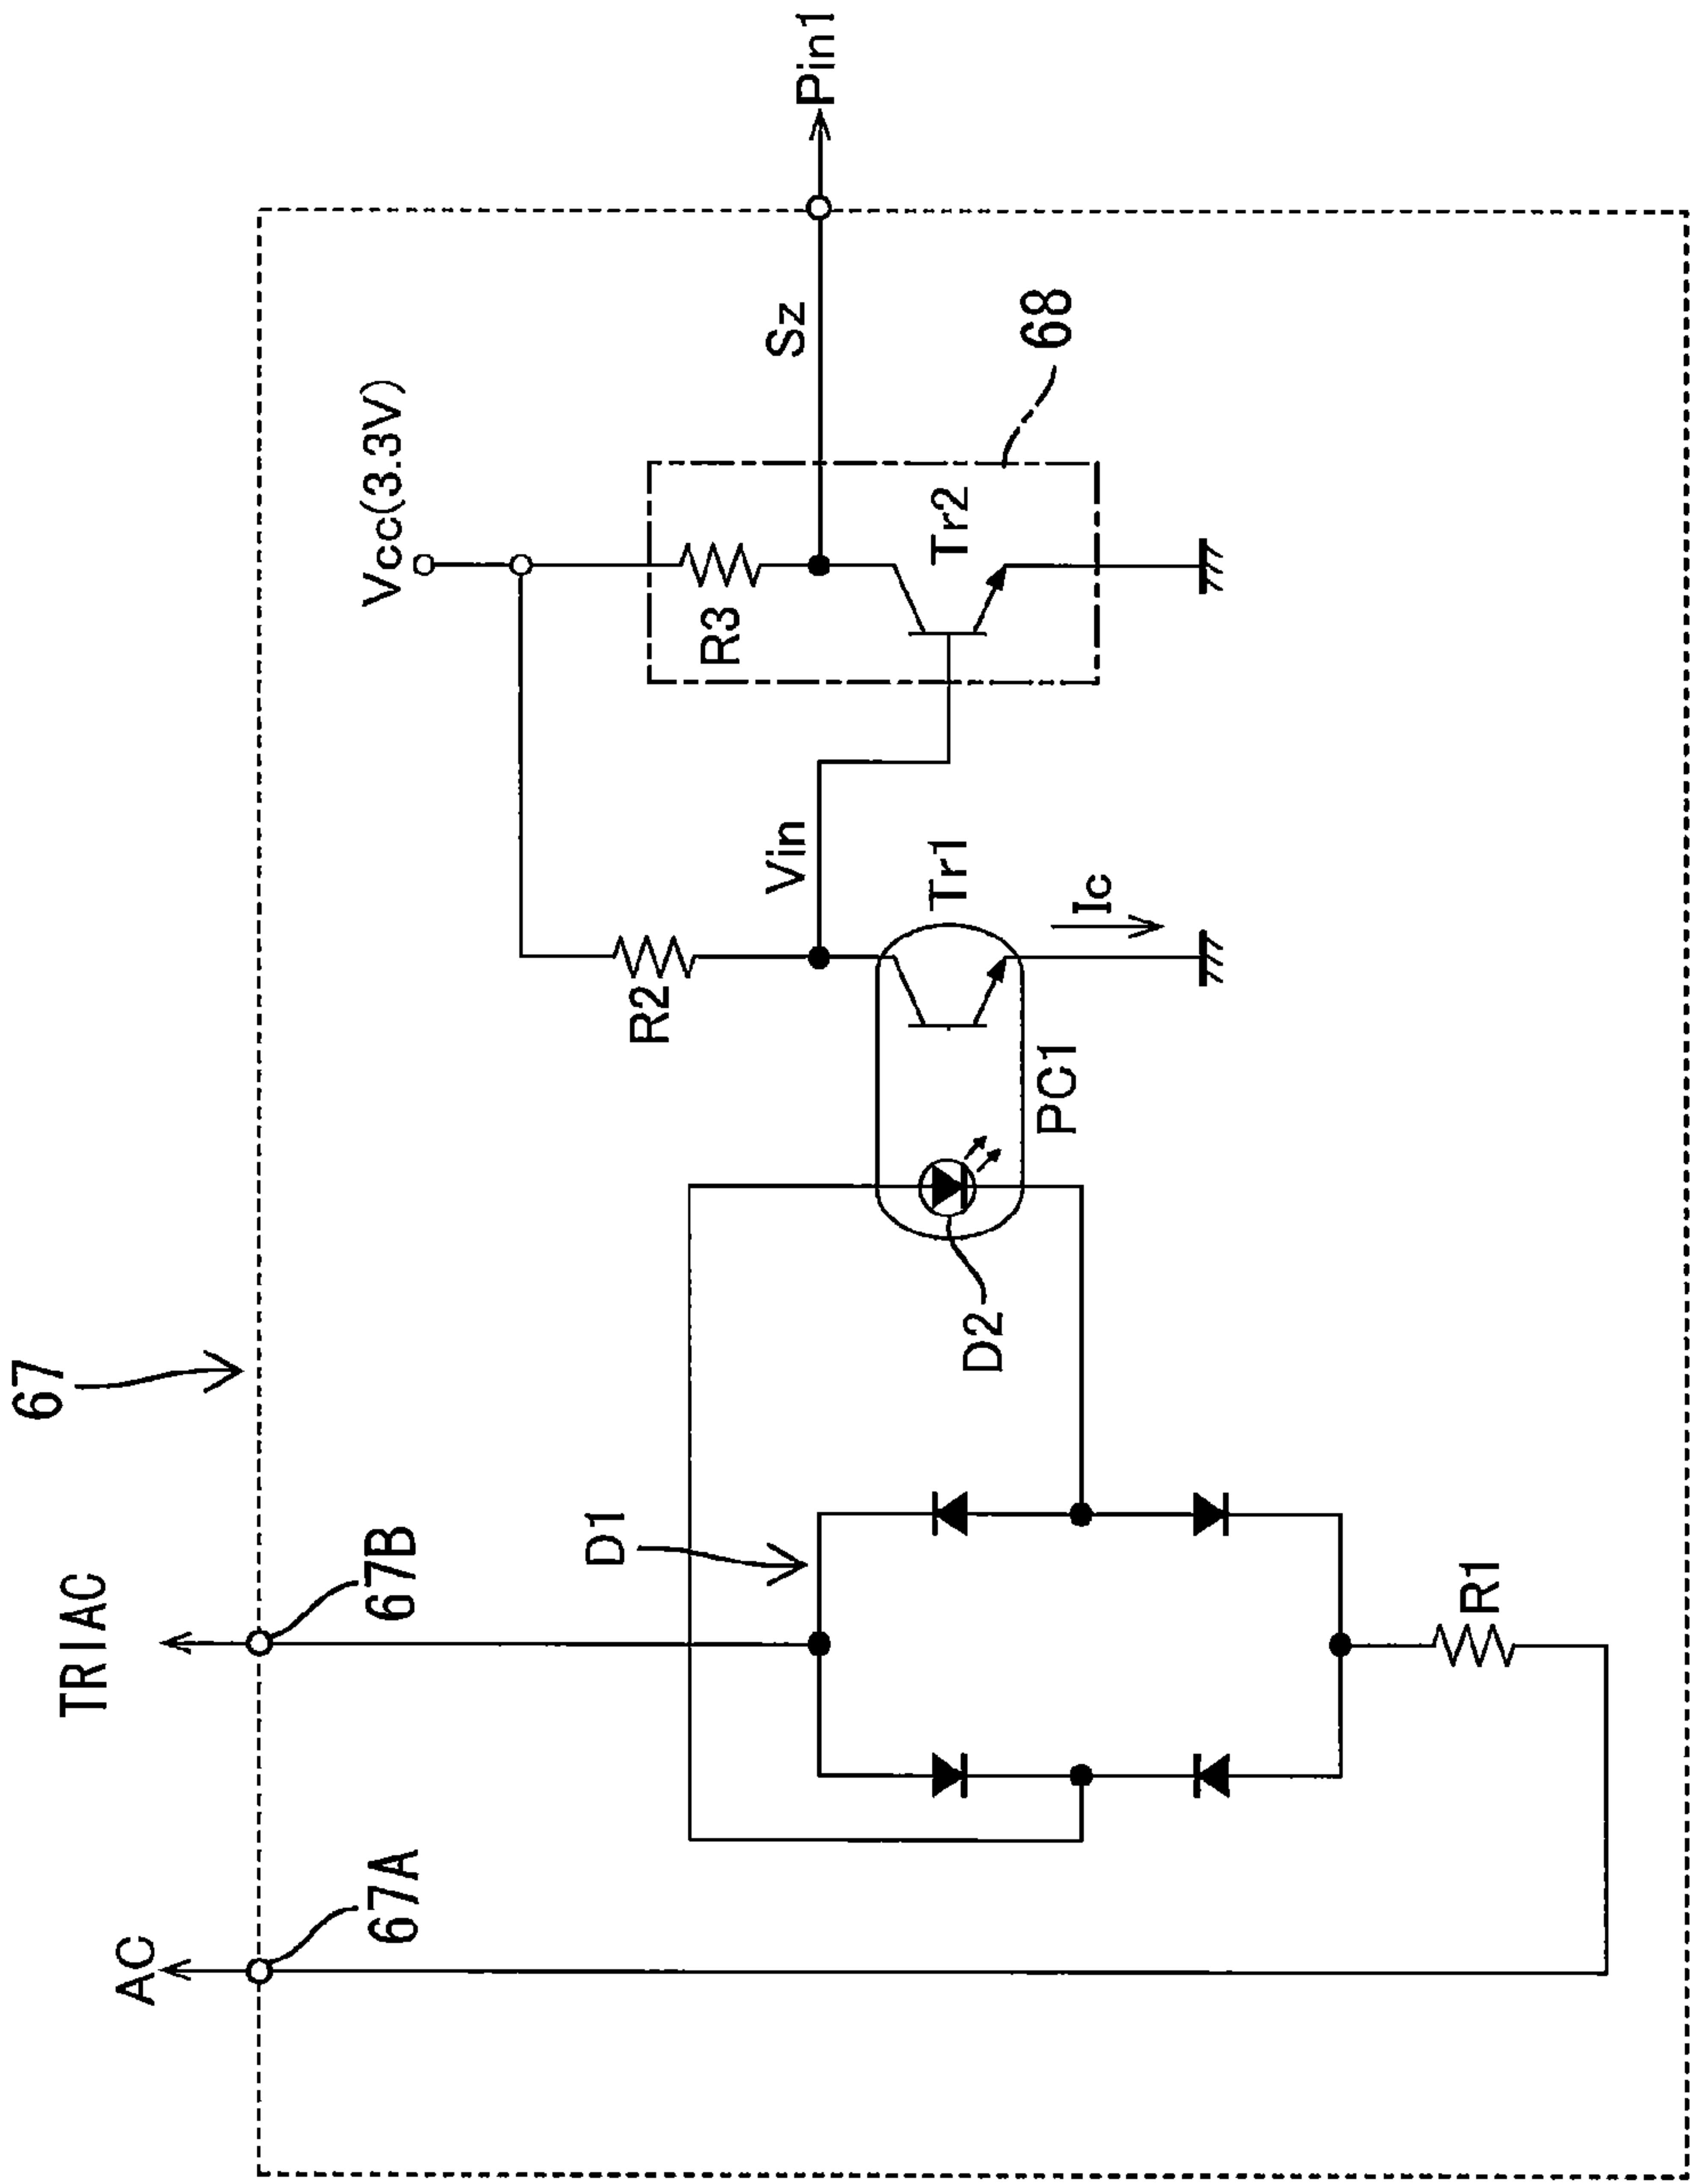 67
AC
TRIAC
67A
67B
Vcc(3.3V)
D1
R2
R3
Vin
Sz
Pin1
Tr1
Tr2
68
D2
PC1
Ic
R1